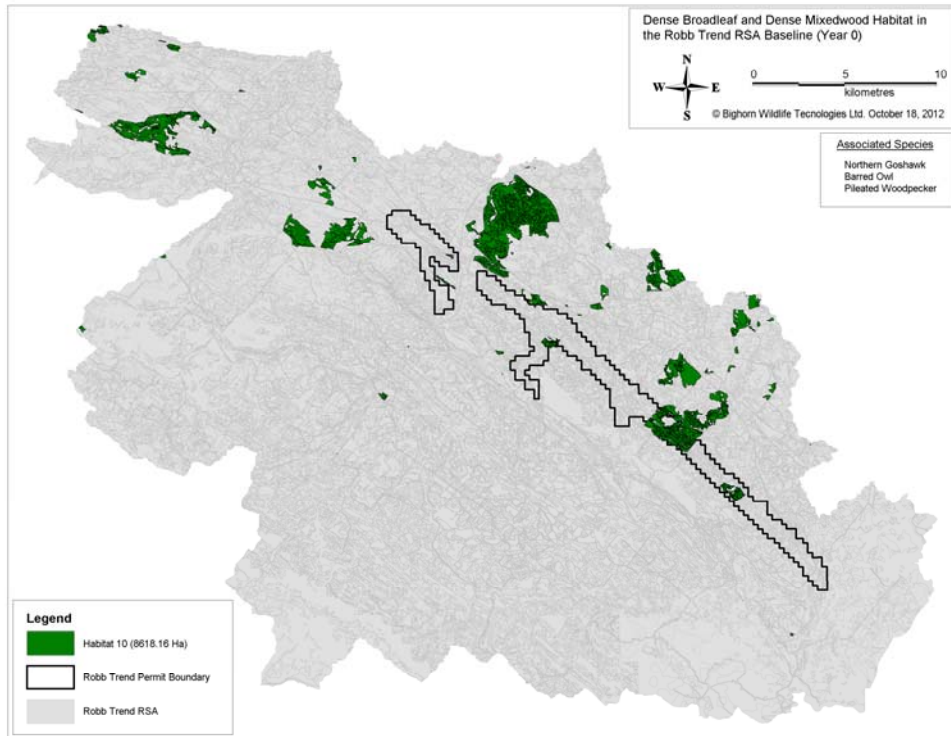 Dense Broadleaf and Dense Mixedwood Habitat in
the Robb Trend RSA Baseline (Year 0)
N
W E
S
0 5 10
kilometres
© Bighorn Wildlife Tecnologies Ltd. October 18, 2012
Associated Species
Northern Goshawk
Barred Owl
Pileated Woodpecker
Legend
Habitat 10 (8618.16 Ha)
Robb Trend Permit Boundary
Robb Trend RSA